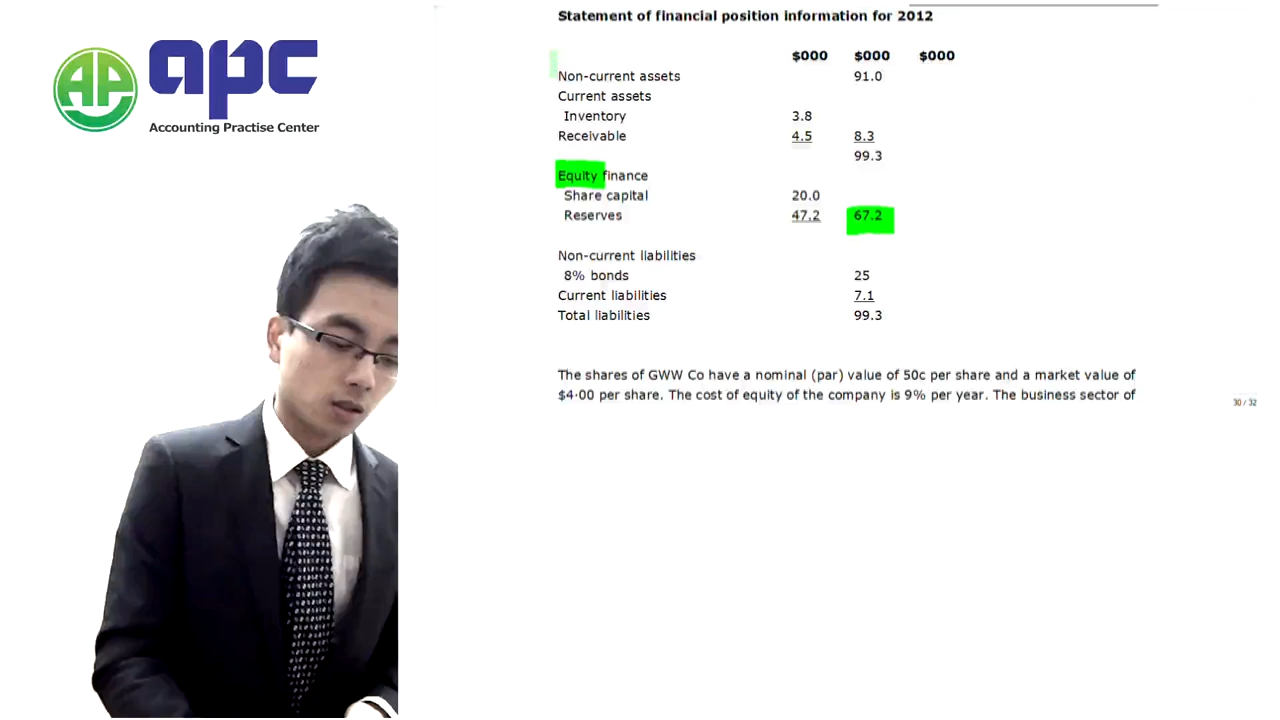 AP
apc
Accounting Practise Center
Statement of financial position information for 2012
$000 $000 $000
Non-current assets 91.0
Current assets
Inventory 3.8
Receivable 4.5 8.3
99.3
Equity finance
Share capital 20.0
Reserves 47.2 67.2
Non-current liabilities
8% bonds 25
Current liabilities 7.1
Total liabilities 99.3
The shares of GWW Co have a nominal (par) value of 50c per share and a market value of
$4·00 per share. The cost of equity of the company is 9% per year. The business sector of
30 / 32